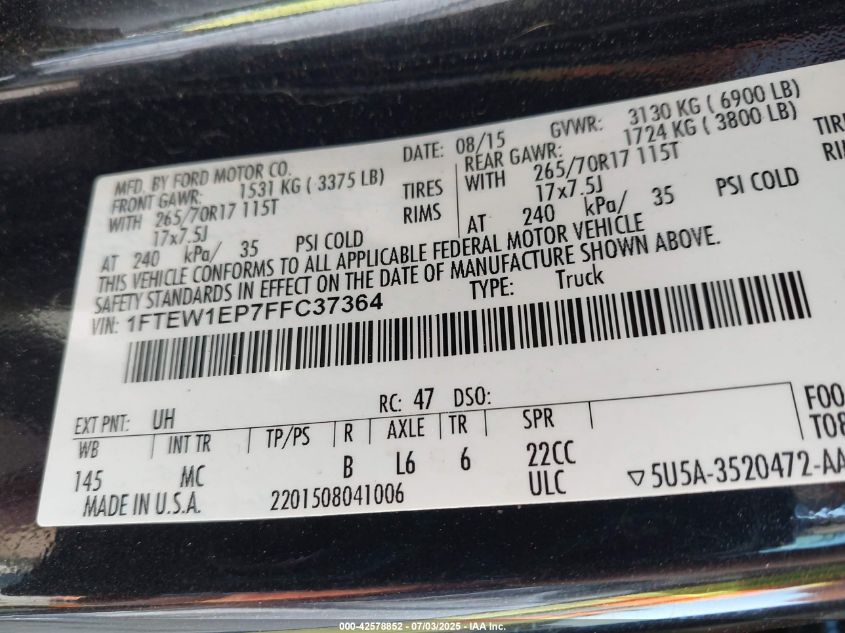 MFD. BY FORD MOTOR CO. DATE: 08/15 GVWR: 3130 KG ( 6900 LB)
FRONT GAWR: 1531 KG ( 3375 LB) REAR GAWR: 1724 KG ( 3800 LB)
WITH 265/70R17 115T TIRES WITH 265/70R17 115T
17x7.5J RIMS 17x7.5J
AT 240 kPa/ 35 PSI COLD AT 240 kPa/ 35 PSI COLD
THIS VEHICLE CONFORMS TO ALL APPLICABLE FEDERAL MOTOR VEHICLE
SAFETY STANDARDS IN EFFECT ON THE DATE OF MANUFACTURE SHOWN ABOVE.
VIN: 1FTEW1EP7FFC37364 TYPE: Truck
EXT PNT: UH RC: 47 DSO:
WB INT TR TP/PS R AXLE TR SPR
145 MC B L6 6 22CC
MADE IN U.S.A. 2201508041006 ULC 5U5A-3520472-AA
000-42578852 - 07/03/2025 - IAA Inc.